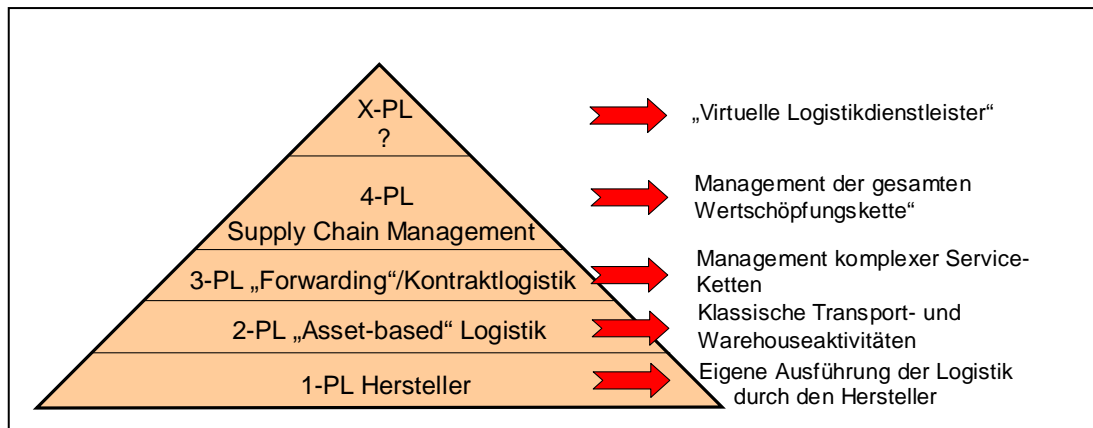 X-PL
?
„Virtuelle Logistikdienstleister“
4-PL
Supply Chain Management
Management der gesamten
Wertschöpfungskette“
3-PL „Forwarding“/Kontraktlogistik
Management komplexer Service-
Ketten
2-PL „Asset-based“ Logistik
Klassische Transport- und
Warehouseaktivitäten
1-PL Hersteller
Eigene Ausführung der Logistik
durch den Hersteller